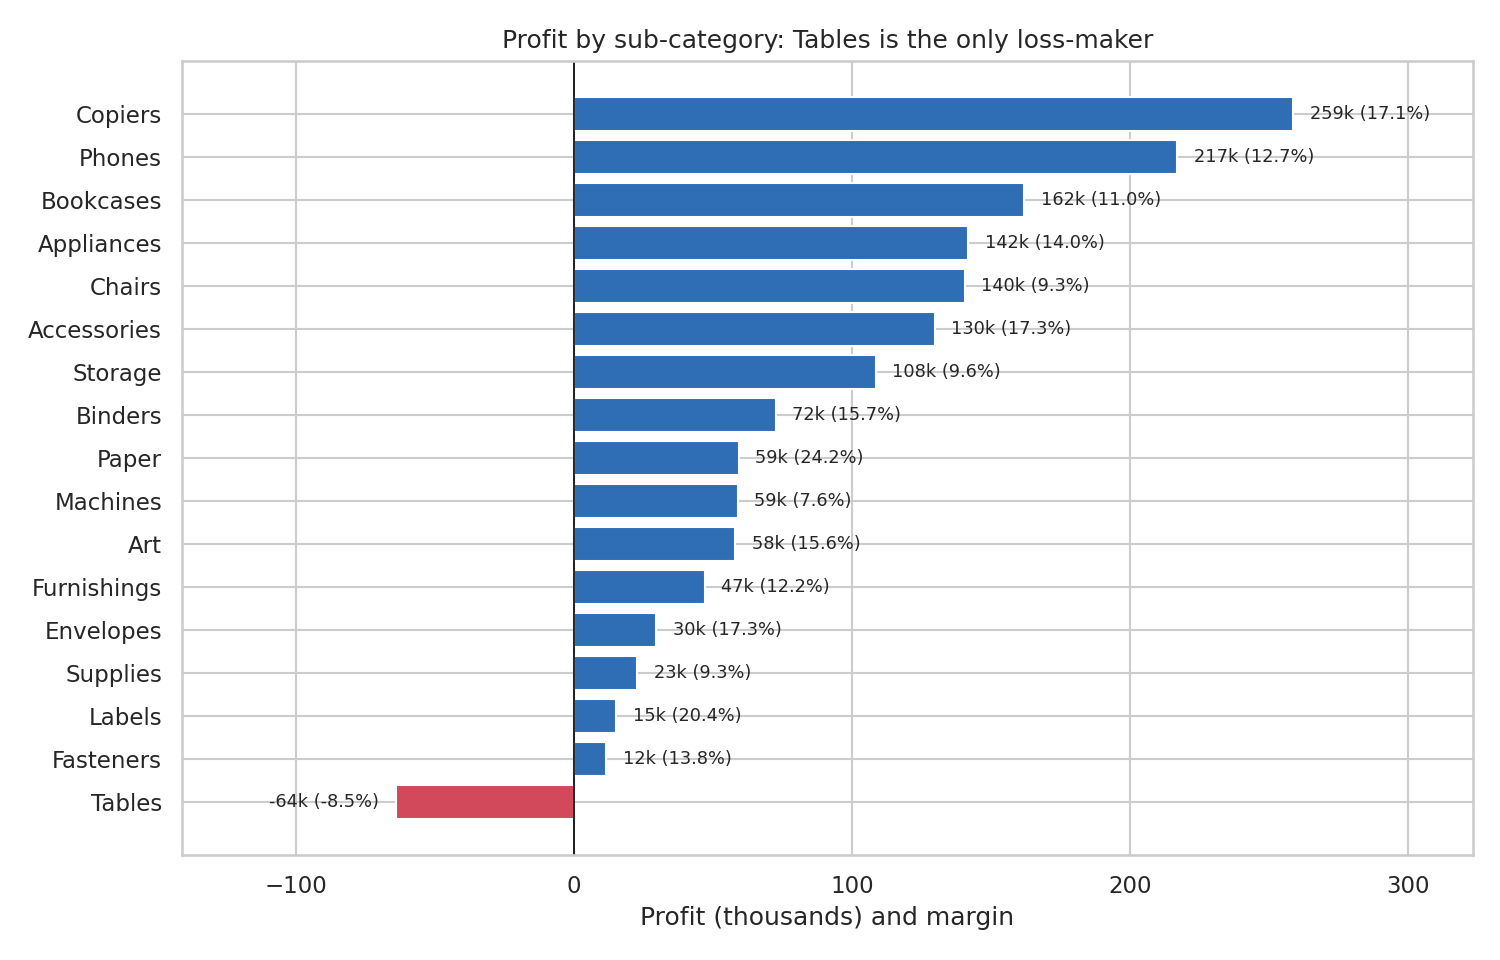 Profit by sub-category: Tables is the only loss-maker
Copiers 259k (17.1%)
Phones 217k (12.7%)
Bookcases 162k (11.0%)
Appliances 142k (14.0%)
Chairs 140k (9.3%)
Accessories 130k (17.3%)
Storage 108k (9.6%)
Binders 72k (15.7%)
Paper 59k (24.2%)
Machines 59k (7.6%)
Art 58k (15.6%)
Furnishings 47k (12.2%)
Envelopes 30k (17.3%)
Supplies 23k (9.3%)
Labels 15k (20.4%)
Fasteners 12k (13.8%)
Tables -64k (-8.5%)
−100 0 100 200 300
Profit (thousands) and margin